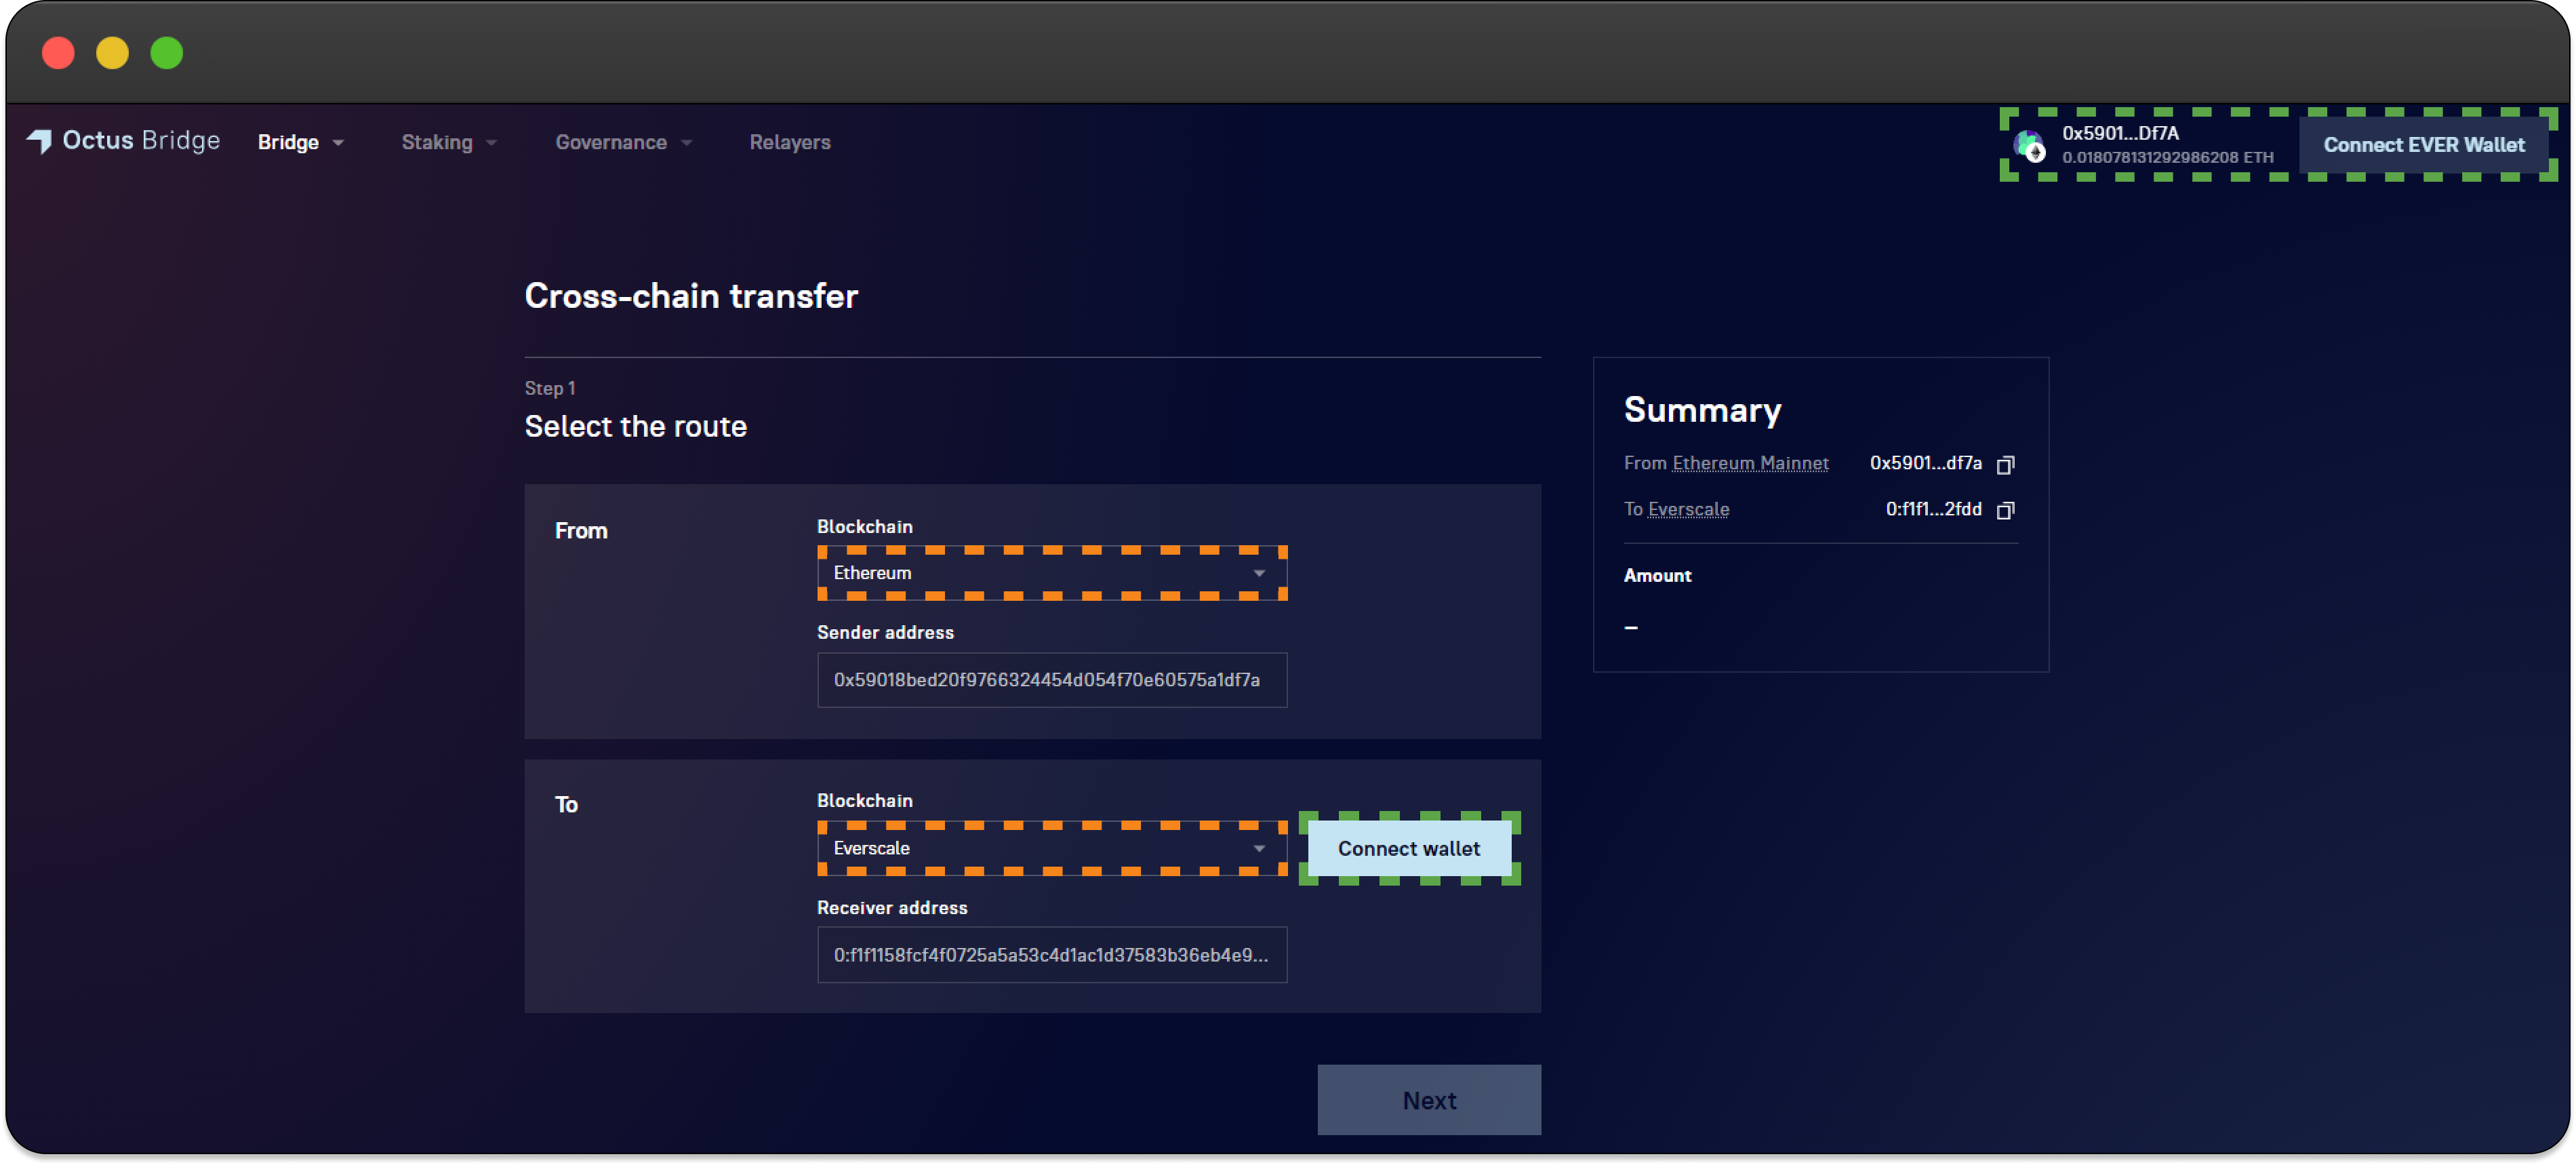 Octus Bridge
Bridge
Staking
Governance
Relayers
0x5901...Df7A
0.018078131292986208 ETH
Connect EVER Wallet
Cross-chain transfer
Step 1
Select the route
From
Blockchain
Ethereum
Sender address
0x59018bed20f9766324454d054f70e60575a1df7a
To
Blockchain
Everscale
Connect wallet
Receiver address
0:f1f1158fcf4f0725a5a53c4d1ac1d37583b36eb4e9...
Next
Summary
From Ethereum Mainnet 0x5901...df7a
To Everscale 0:f1f1...2fdd
Amount
–